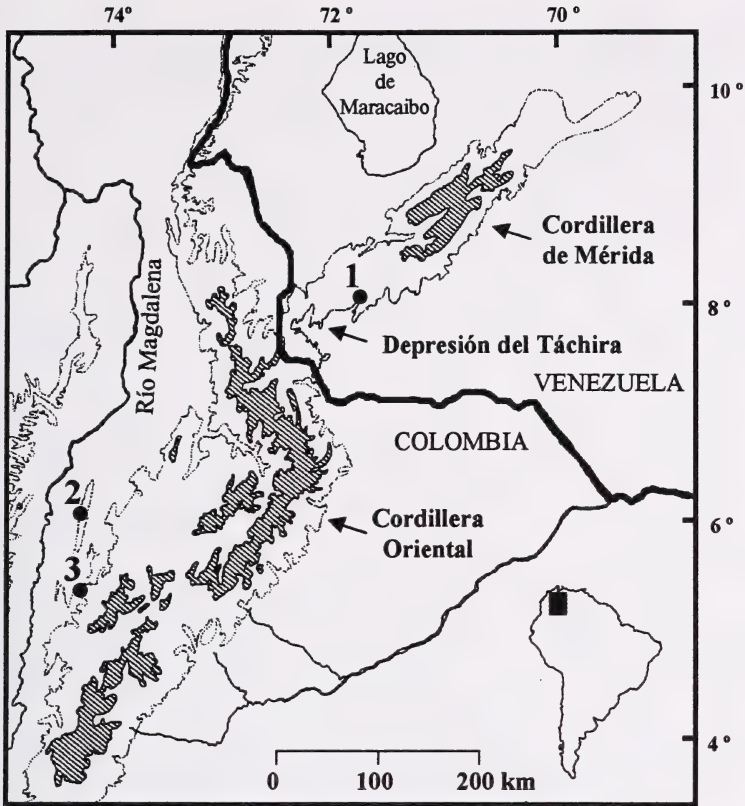 74°
72°
70°
Lago
de
Maracaibo
10°
Cordillera
de Mérida
Río Magdalena
1
8°
Depresión del Táchira
VENEZUELA
COLOMBIA
2
6°
Cordillera
Oriental
3
4°
0 100 200 km